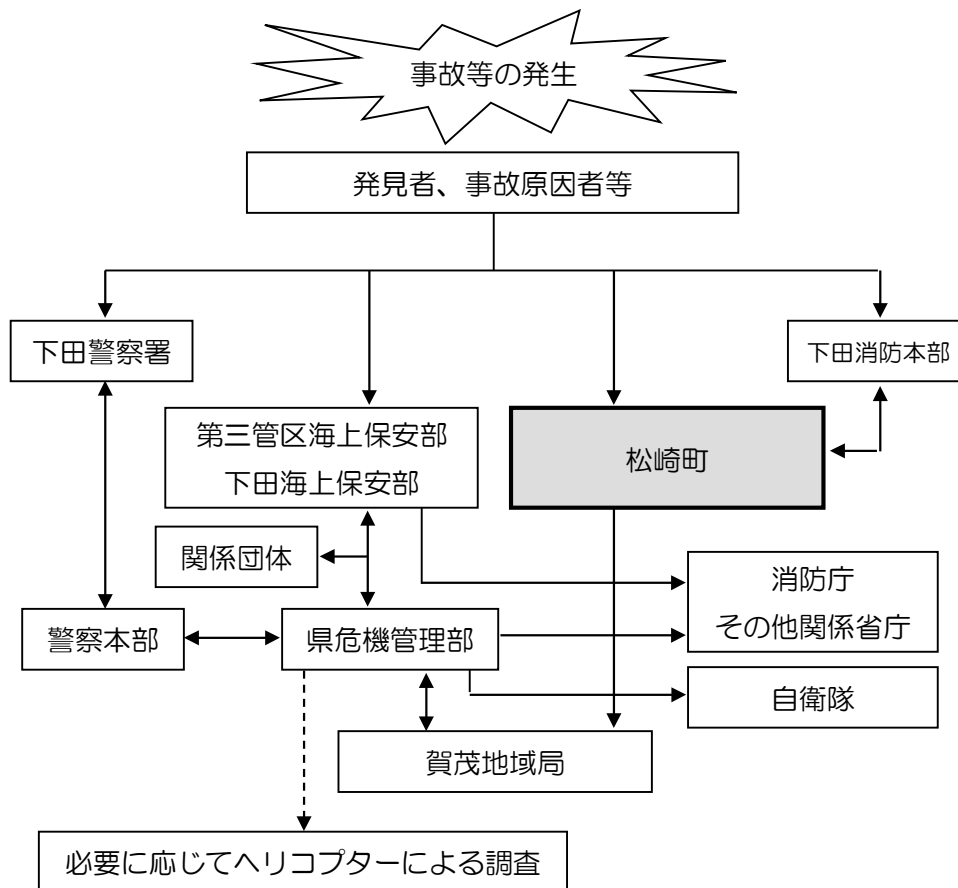 事故等の発生
発見者、事故原因者等
下田警察署
下田消防本部
第三管区海上保安部
下田海上保安部
松崎町
関係団体
消防庁
その他関係省庁
警察本部
県危機管理部
自衛隊
賀茂地域局
必要に応じてヘリコプターによる調査